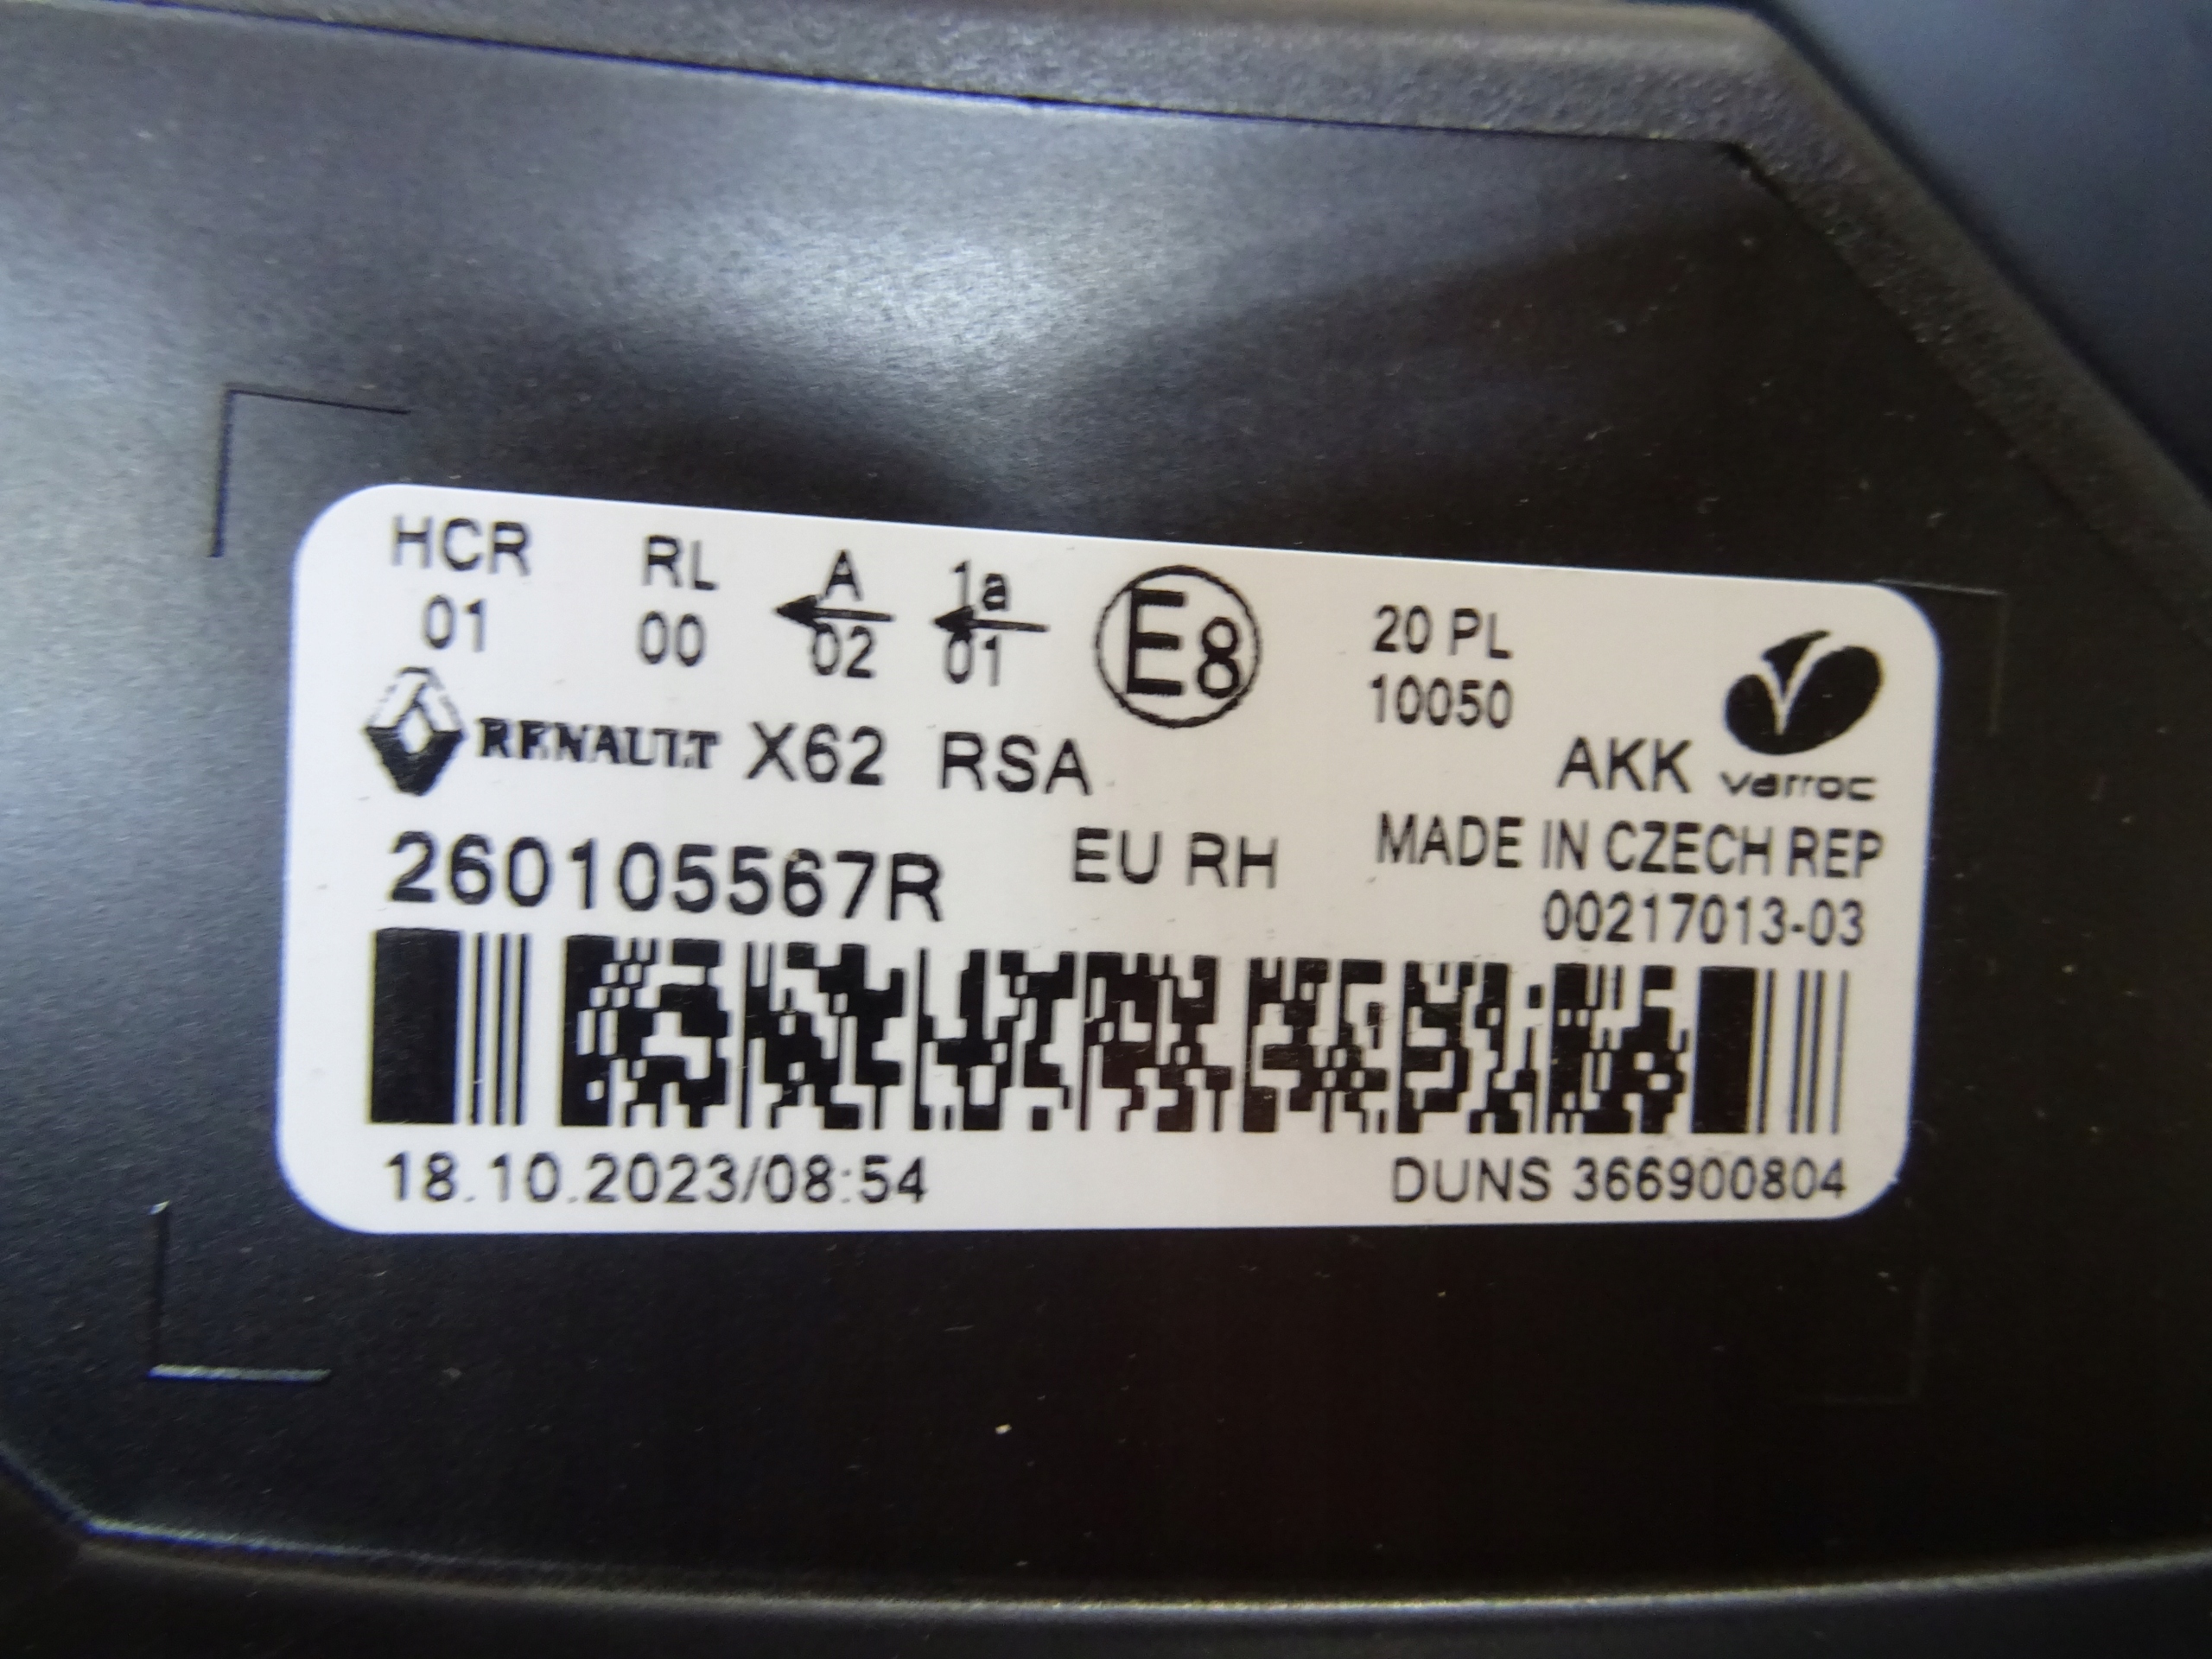 HCR RL A 1a E8 20 PL
01 00 02 01 10050
RENAULT X62 RSA AKK varroc
260105567R EU RH MADE IN CZECH REP
00217013-03
18.10.2023/08:54 DUNS 366900804